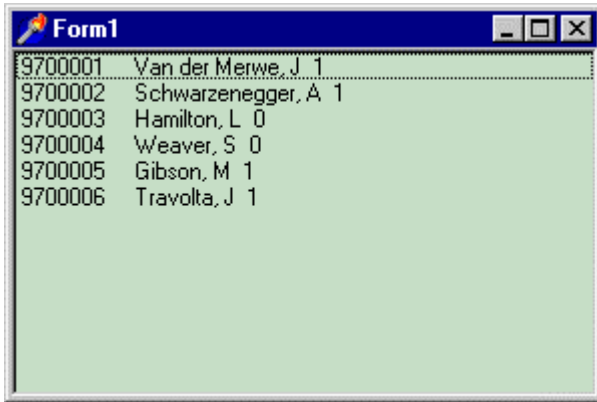 Form1
9700001 Van der Merwe, J 1
9700002 Schwarzenegger, A 1
9700003 Hamilton, L 0
9700004 Weaver, S 0
9700005 Gibson, M 1
9700006 Travolta, J 1